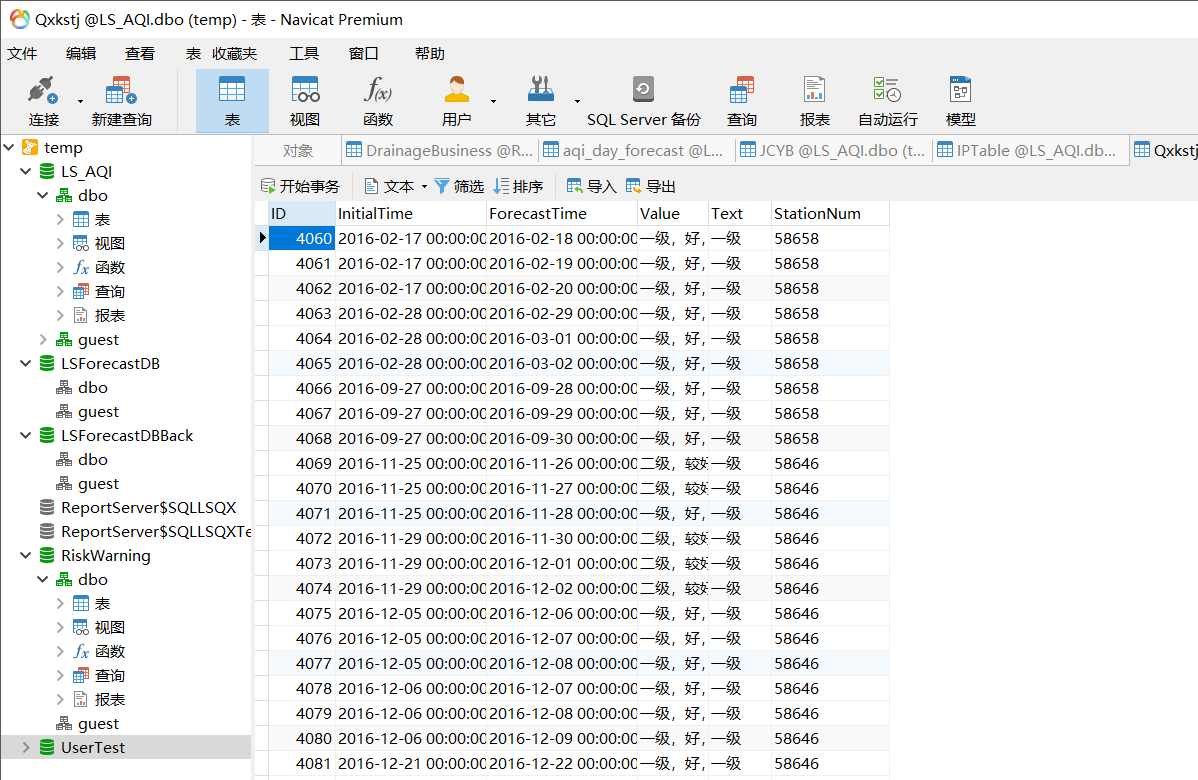 Qxkstj @LS_AQI.dbo (temp) - 表 - Navicat Premium
文件 编辑 查看 表 收藏夹 工具 窗口 帮助
连接 新建查询 表 视图 函数 用户 其它 SQL Server 备份 查询 报表 自动运行 模型
对象 DrainageBusiness @R... aqi_day_forecast @L... JCYB @LS_AQI.dbo (t... IPTable @LS_AQI.db... Qxkstj
开始事务 文本 筛选 排序 导入 导出
temp
LS_AQI
dbo
表
视图
函数
查询
报表
guest
LSForecastDB
dbo
guest
LSForecastDBBack
dbo
guest
ReportServer$SQLLSQX
ReportServer$SQLLSQXTe
RiskWarning
dbo
表
视图
函数
查询
报表
guest
UserTest
ID InitialTime ForecastTime Value Text StationNum
4060 2016-02-17 00:00:00 2016-02-18 00:00:00 一级，好， 一级 58658
4061 2016-02-17 00:00:00 2016-02-19 00:00:00 一级，好， 一级 58658
4062 2016-02-17 00:00:00 2016-02-20 00:00:00 一级，好， 一级 58658
4063 2016-02-28 00:00:00 2016-02-29 00:00:00 一级，好， 一级 58658
4064 2016-02-28 00:00:00 2016-03-01 00:00:00 一级，好， 一级 58658
4065 2016-02-28 00:00:00 2016-03-02 00:00:00 一级，好， 一级 58658
4066 2016-09-27 00:00:00 2016-09-28 00:00:00 一级，好， 一级 58658
4067 2016-09-27 00:00:00 2016-09-29 00:00:00 一级，好， 一级 58658
4068 2016-09-27 00:00:00 2016-09-30 00:00:00 一级，好， 一级 58658
4069 2016-11-25 00:00:00 2016-11-26 00:00:00 二级，较好 一级 58646
4070 2016-11-25 00:00:00 2016-11-27 00:00:00 二级，较好 一级 58646
4071 2016-11-25 00:00:00 2016-11-28 00:00:00 一级，好， 一级 58646
4072 2016-11-29 00:00:00 2016-11-30 00:00:00 二级，较好 一级 58646
4073 2016-11-29 00:00:00 2016-12-01 00:00:00 二级，较好 一级 58646
4074 2016-11-29 00:00:00 2016-12-02 00:00:00 二级，较好 一级 58646
4075 2016-12-05 00:00:00 2016-12-06 00:00:00 一级，好， 一级 58646
4076 2016-12-05 00:00:00 2016-12-07 00:00:00 一级，好， 一级 58646
4077 2016-12-05 00:00:00 2016-12-08 00:00:00 一级，好， 一级 58646
4078 2016-12-06 00:00:00 2016-12-07 00:00:00 一级，好， 一级 58646
4079 2016-12-06 00:00:00 2016-12-08 00:00:00 一级，好， 一级 58646
4080 2016-12-06 00:00:00 2016-12-09 00:00:00 一级，好， 一级 58646
4081 2016-12-21 00:00:00 2016-12-22 00:00:00 一级，好， 一级 58646